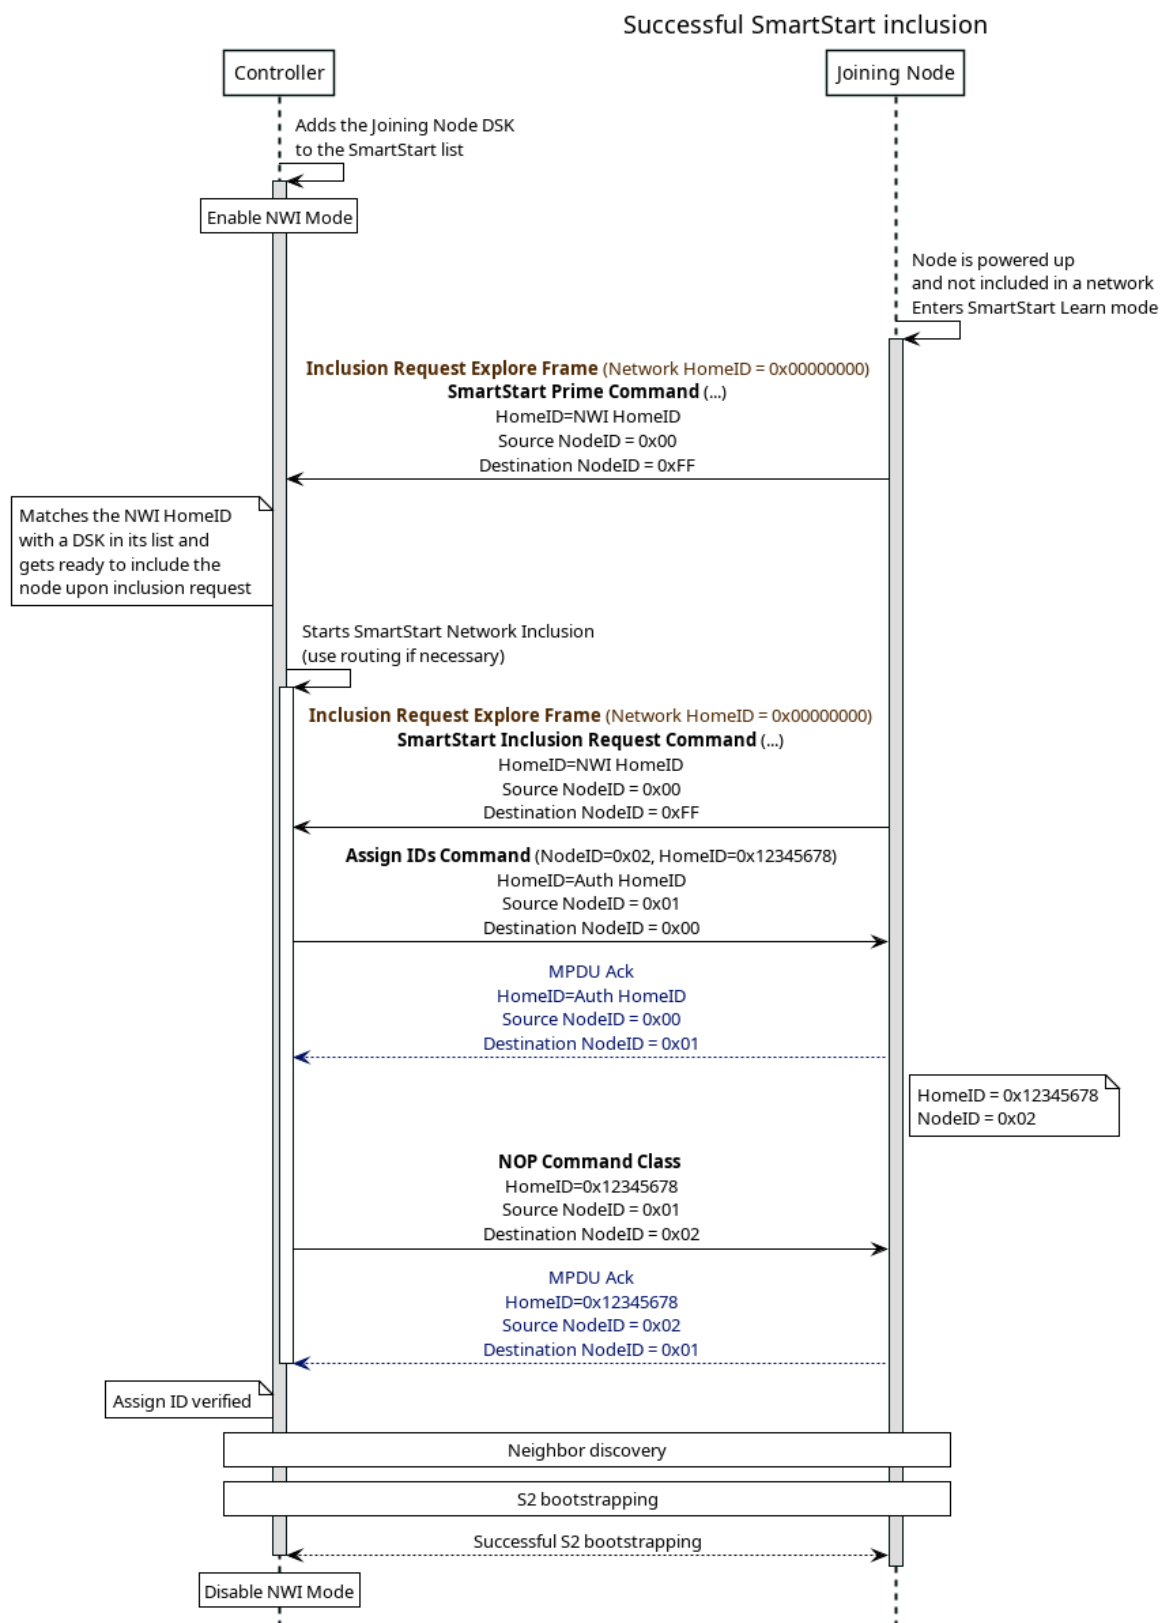 Successful SmartStart inclusion
Controller
Joining Node
Adds the Joining Node DSK
to the SmartStart list
Enable NWI Mode
Node is powered up
and not included in a network
Enters SmartStart Learn mode
Inclusion Request Explore Frame (Network HomeID = 0x00000000)
SmartStart Prime Command (...)
HomeID=NWI HomeID
Source NodeID = 0x00
Destination NodeID = 0xFF
Matches the NWI HomeID
with a DSK in its list and
gets ready to include the
node upon inclusion request
Starts SmartStart Network Inclusion
(use routing if necessary)
Inclusion Request Explore Frame (Network HomeID = 0x00000000)
SmartStart Inclusion Request Command (...)
HomeID=NWI HomeID
Source NodeID = 0x00
Destination NodeID = 0xFF
Assign IDs Command (NodeID=0x02, HomeID=0x12345678)
HomeID=Auth HomeID
Source NodeID = 0x01
Destination NodeID = 0x00
MPDU Ack
HomeID=Auth HomeID
Source NodeID = 0x00
Destination NodeID = 0x01
HomeID = 0x12345678
NodeID = 0x02
NOP Command Class
HomeID=0x12345678
Source NodeID = 0x01
Destination NodeID = 0x02
MPDU Ack
HomeID=0x12345678
Source NodeID = 0x02
Destination NodeID = 0x01
Assign ID verified
Neighbor discovery
S2 bootstrapping
Successful S2 bootstrapping
Disable NWI Mode